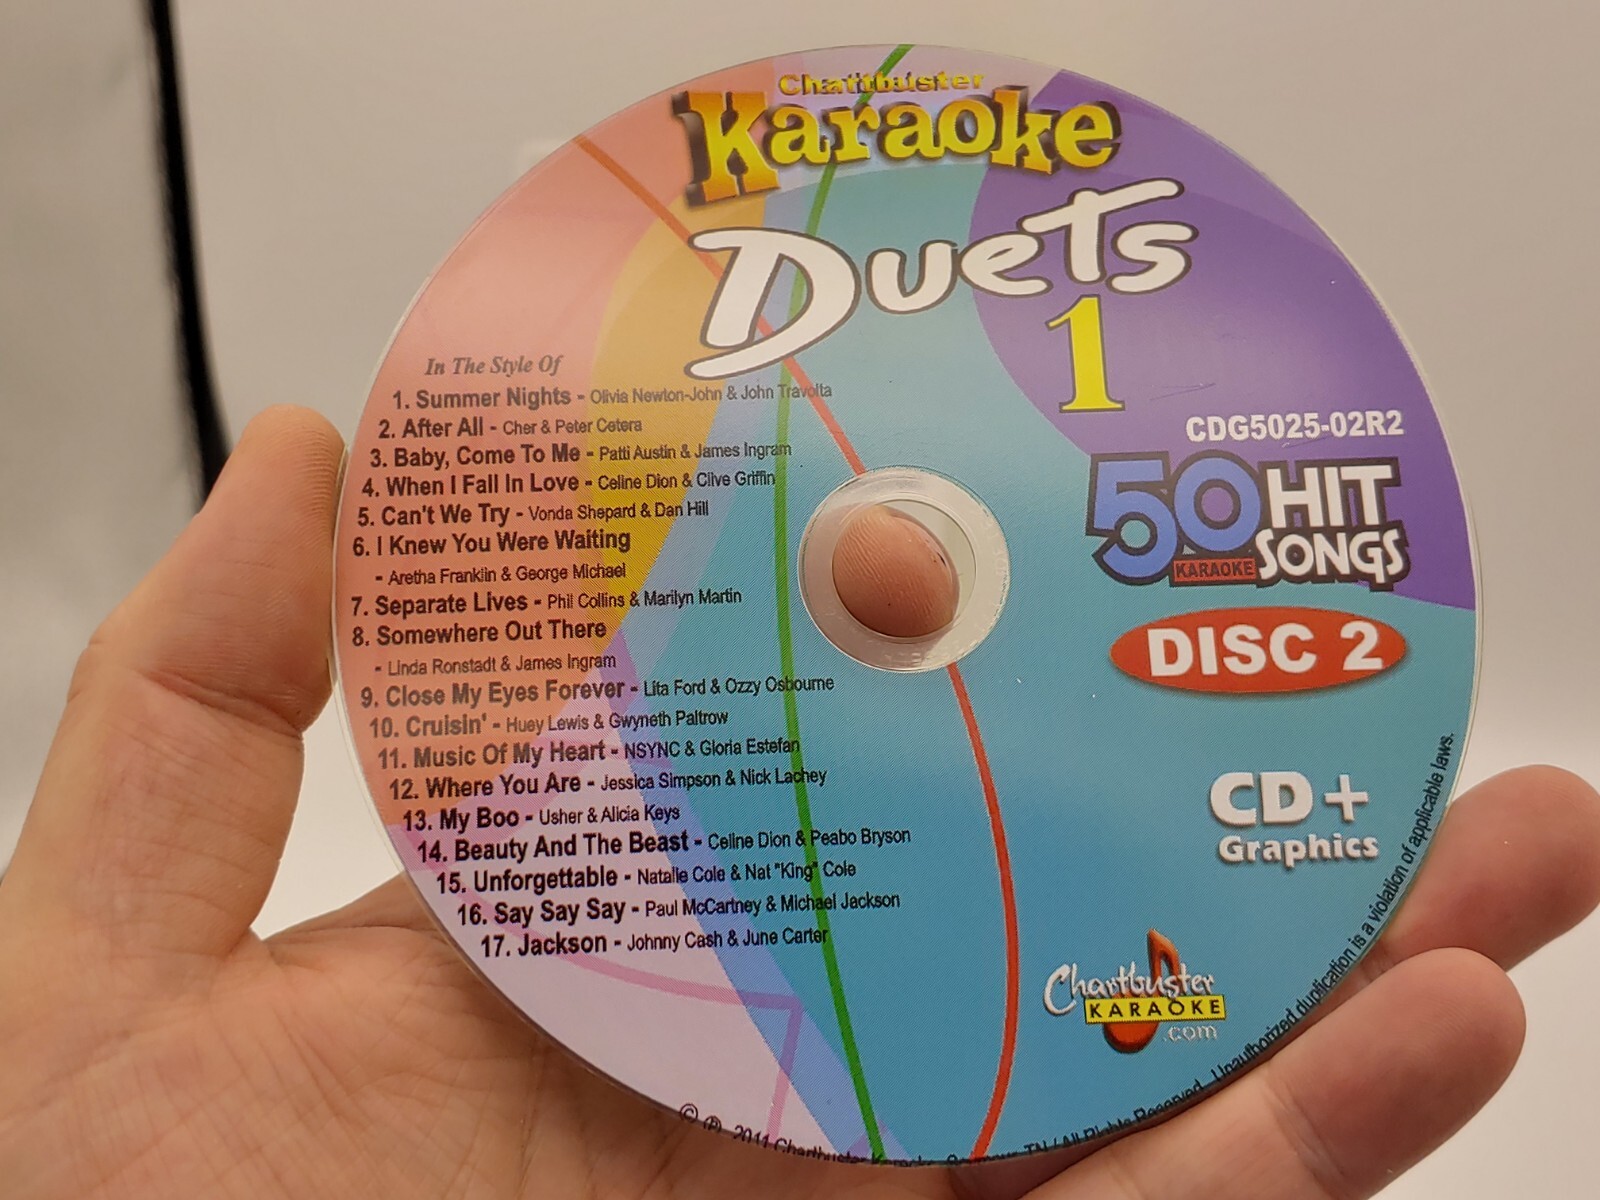 Chartbuster
Karaoke
Duets
1
CDG5025-02R2
50 HIT
KARAOKE SONGS
DISC 2
CD+
Graphics
In The Style Of
1. Summer Nights - Olivia Newton-John & John Travolta
2. After All - Cher & Peter Cetera
3. Baby, Come To Me - Patti Austin & James Ingram
4. When I Fall In Love - Celine Dion & Clive Griffin
5. Can't We Try - Vonda Shepard & Dan Hill
6. I Knew You Were Waiting
- Aretha Franklin & George Michael
7. Separate Lives - Phil Collins & Marilyn Martin
8. Somewhere Out There
- Linda Ronstadt & James Ingram
9. Close My Eyes Forever - Lita Ford & Ozzy Osbourne
10. Cruisin' - Huey Lewis & Gwyneth Paltrow
11. Music Of My Heart - NSYNC & Gloria Estefan
12. Where You Are - Jessica Simpson & Nick Lachey
13. My Boo - Usher & Alicia Keys
14. Beauty And The Beast - Celine Dion & Peabo Bryson
15. Unforgettable - Natalie Cole & Nat "King" Cole
16. Say Say Say - Paul McCartney & Michael Jackson
17. Jackson - Johnny Cash & June Carter
Chartbuster
KARAOKE
.com
© ℗ 2011 Chartbuster Karaoke TN / All Rights Reserved. Unauthorized duplication is a violation of applicable laws.